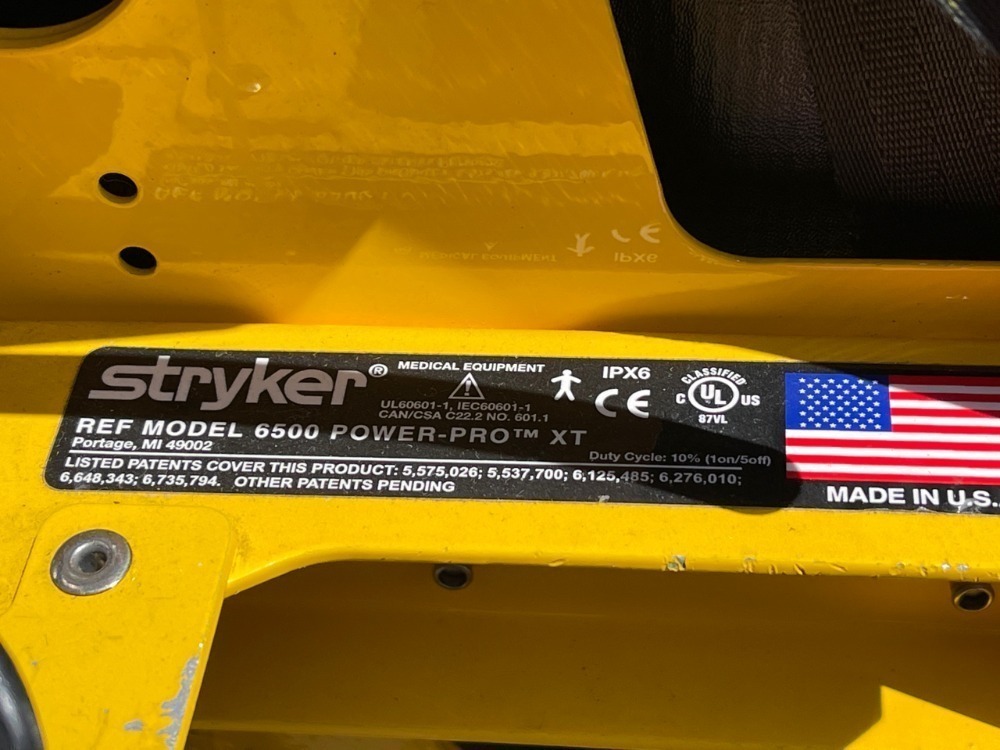 stryker® MEDICAL EQUIPMENT
UL60601-1, IEC60601-1
CAN/CSA C22.2 NO. 601.1
IPX6
CE
CLASSIFIED
C UL US
87VL
REF MODEL 6500 POWER-PRO™ XT
Portage, MI 49002
Duty Cycle: 10% (1on/5off)
LISTED PATENTS COVER THIS PRODUCT: 5,575,026; 5,537,700; 6,125,485; 6,276,010;
6,648,343; 6,735,794. OTHER PATENTS PENDING
MADE IN U.S.